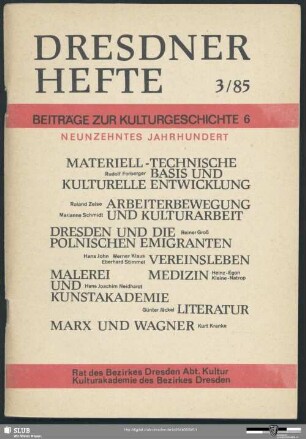 DRESDNER
HEFTE 3/85
BEITRÄGE ZUR KULTURGESCHICHTE 6
NEUNZEHNTES JAHRHUNDERT
MATERIELL-TECHNISCHE
Rudolf Forberger BASIS UND
KULTURELLE ENTWICKLUNG
Roland Zeise ARBEITERBEWEGUNG
Marianne Schmidt UND KULTURARBEIT
DRESDEN UND DIE Reiner Groß
POLNISCHEN EMIGRANTEN
Hans John Werner Klaus
Eberhard Stimmel VEREINSLEBEN
MALEREI MEDIZIN Heinz-Egon
Kleine-Natrop
UND Hans Joachim Neidhardt
KUNSTAKADEMIE
Günter Jäckel LITERATUR
MARX UND WAGNER Kurt Kranke
Rat des Bezirkes Dresden Abt. Kultur
Kulturakademie des Bezirkes Dresden
SLUB